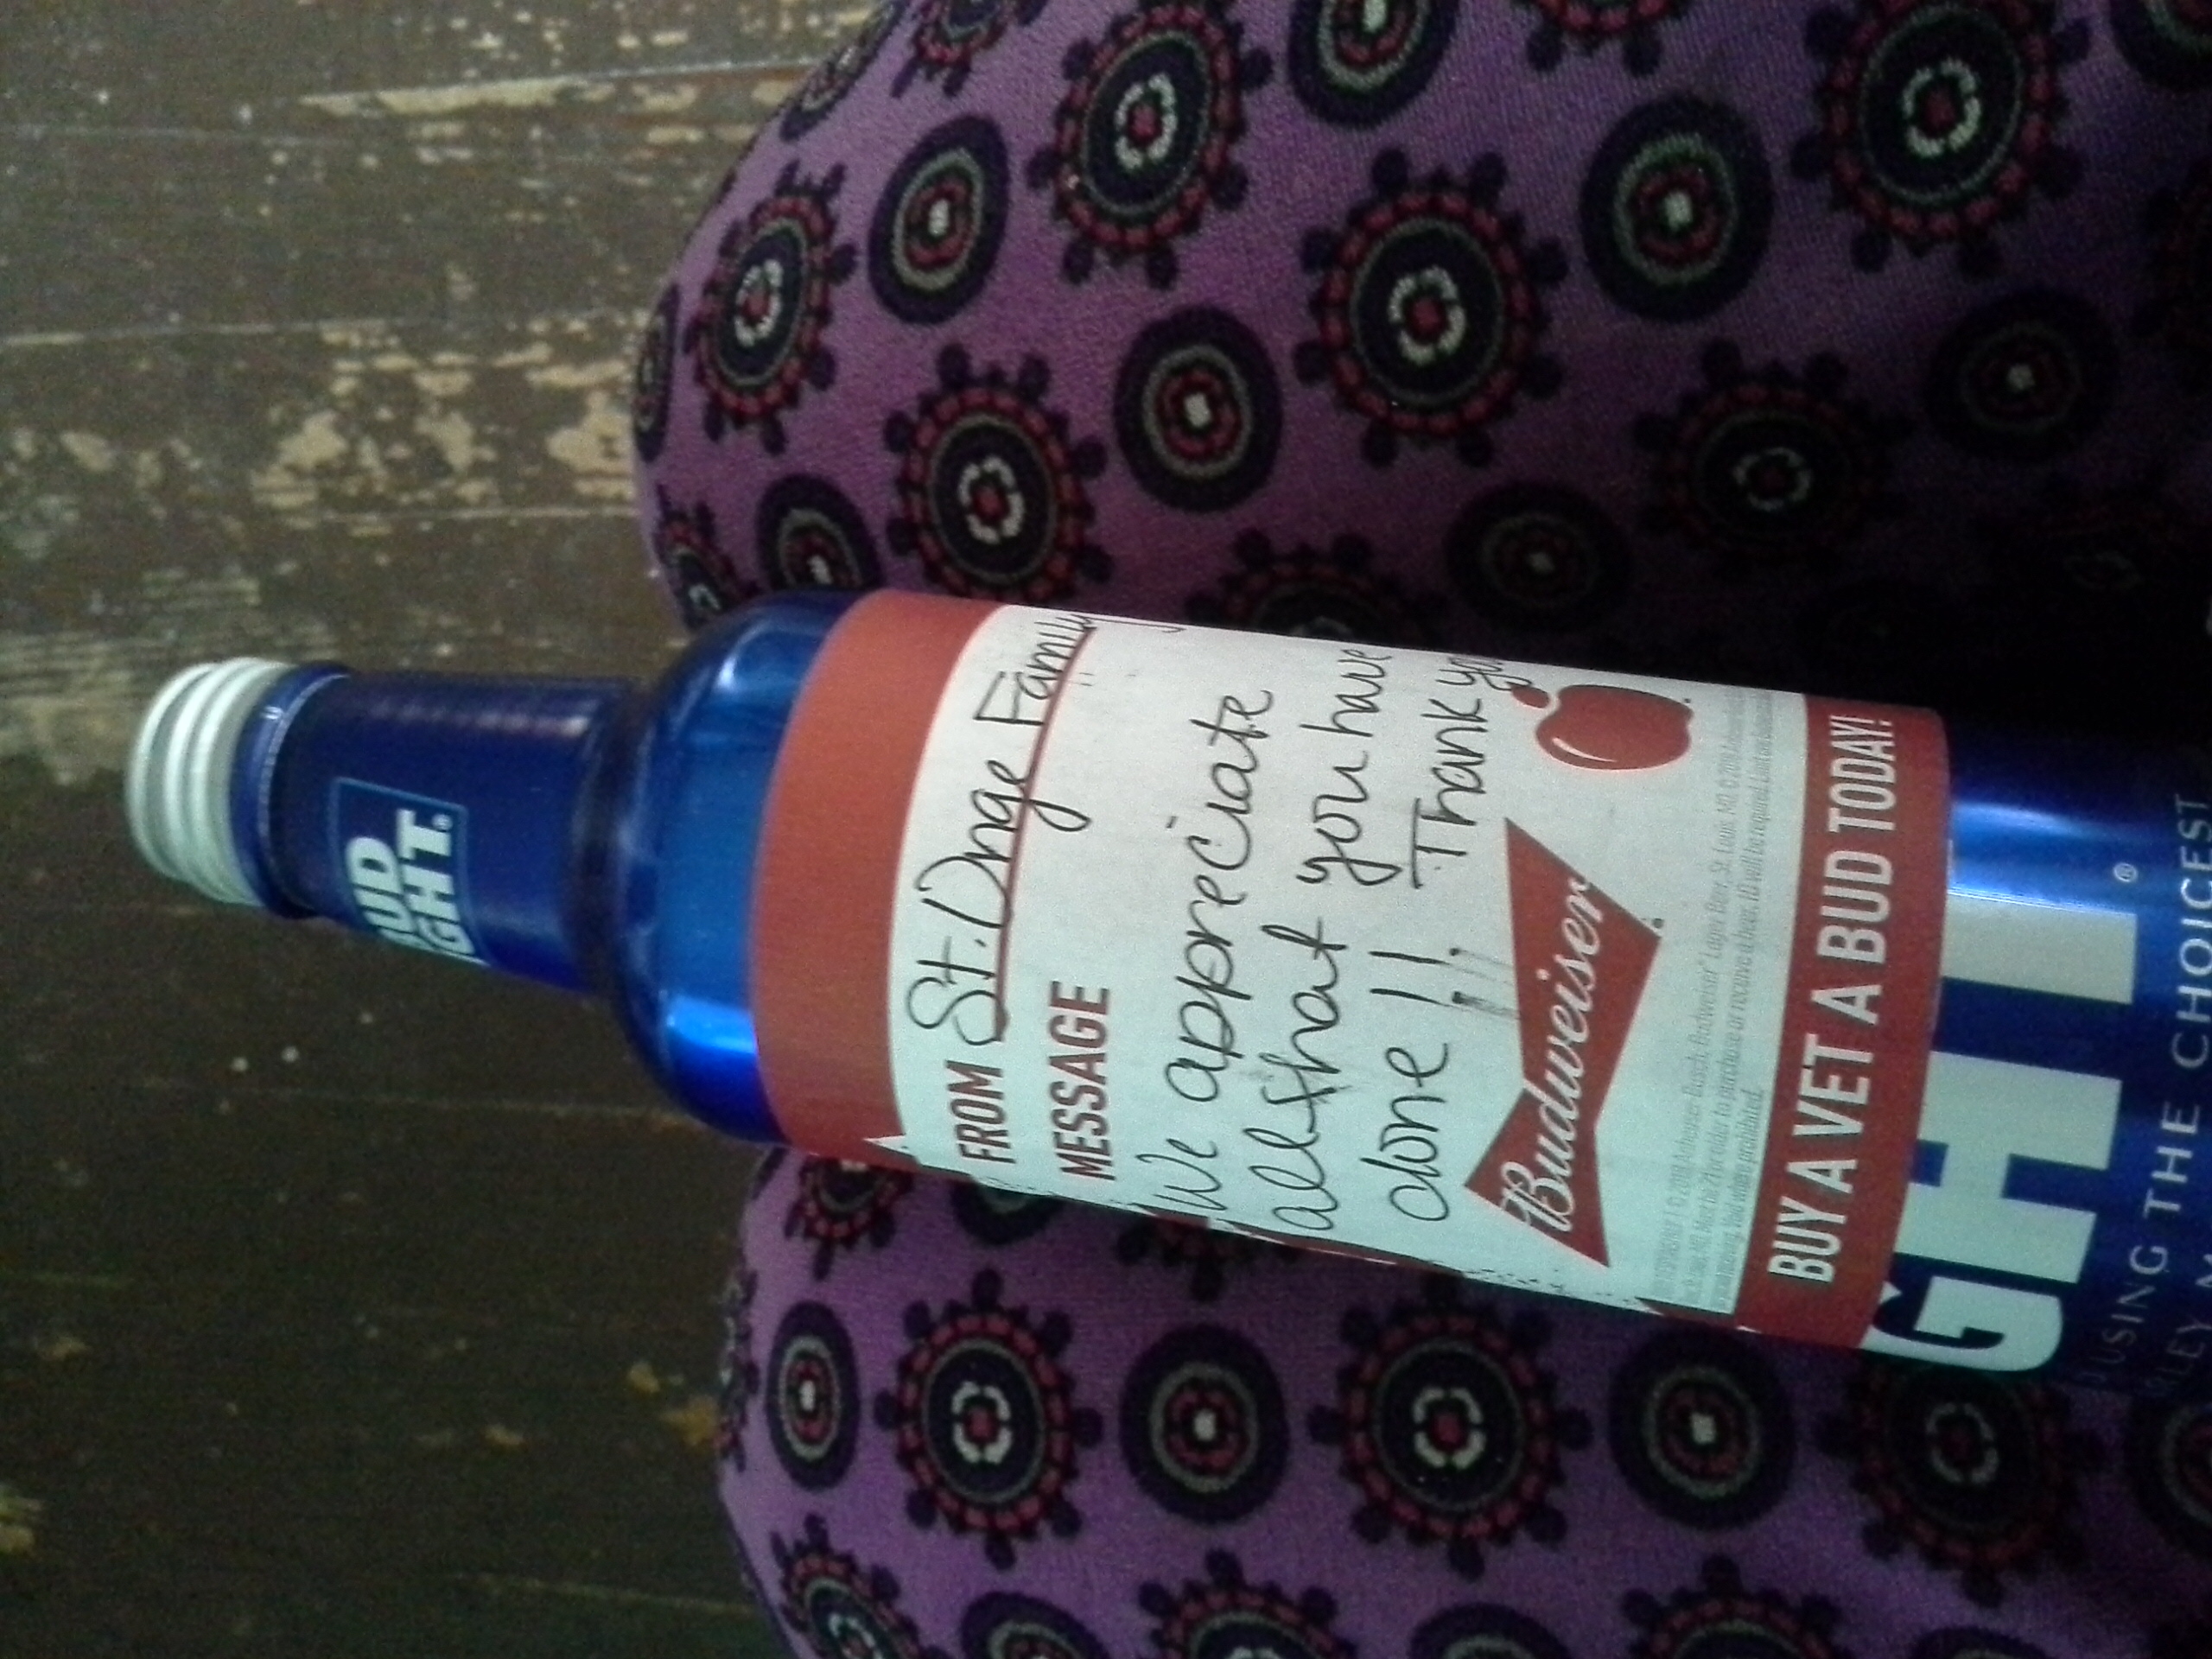 BUD
LIGHT.
FROM St. Onge Family
MESSAGE
We appreciate
all that you have
done!! Thank you
!!
Budweiser
BUY A VET A BUD TODAY!
GHT
USING THE CHOICEST